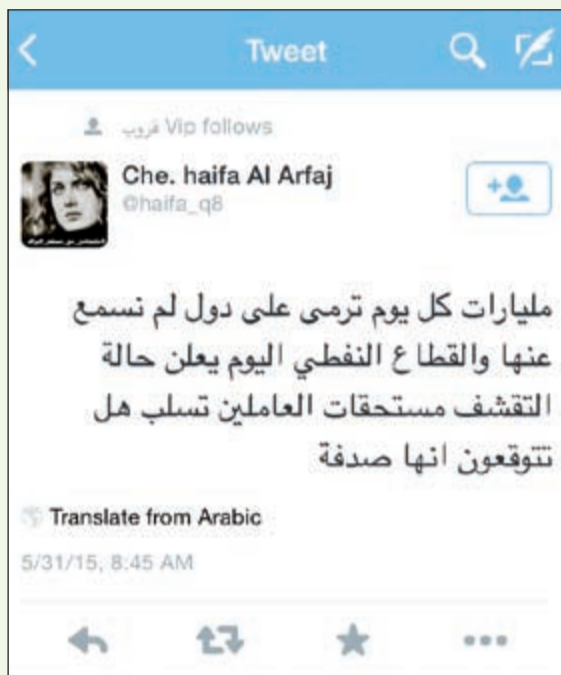 Tweet
قروب Vip follows
Che. haifa Al Arfaj
@haifa_q8
مليارات كل يوم ترمى على دول لم نسمع
عنها والقطاع النفطي اليوم يعلن حالة
التقشف مستحقات العاملين تسلب هل
تتوقعون انها صدفة
Translate from Arabic
5/31/15, 8:45 AM